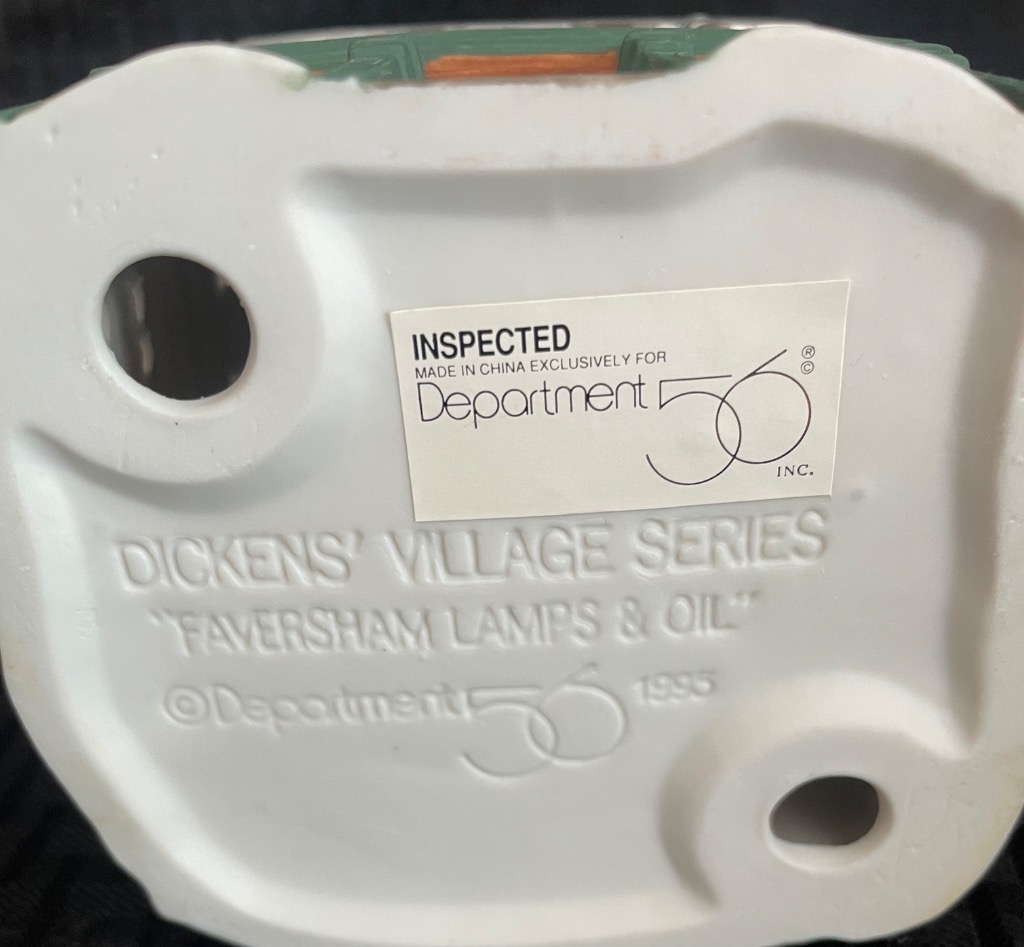 INSPECTED
MADE IN CHINA EXCLUSIVELY FOR
Department 56 ® ©
INC.
DICKENS' VILLAGE SERIES
"FAVERSHAM LAMPS & OIL"
©Department 56 1995